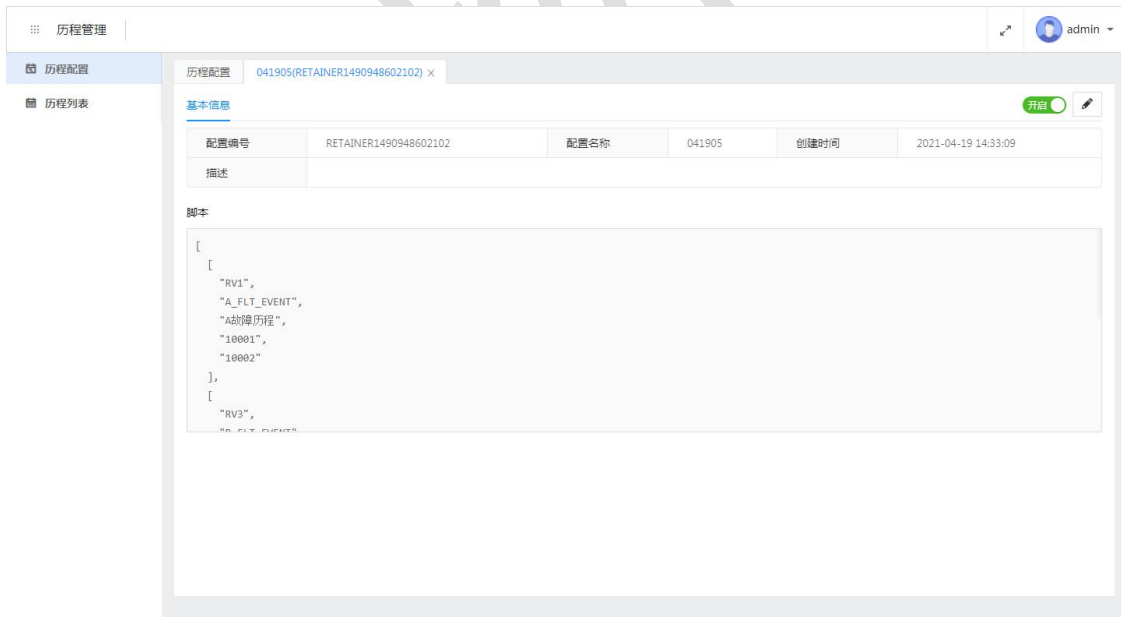 历程管理
admin
历程配置
历程列表
历程配置 041905(RETAINER1490948602102) ×
基本信息 开启
配置编号 RETAINER1490948602102 配置名称 041905 创建时间 2021-04-19 14:33:09
描述
脚本
[
[
"RV1",
"A_FLT_EVENT",
"A故障历程",
"10001",
"10002"
],
[
"RV3",